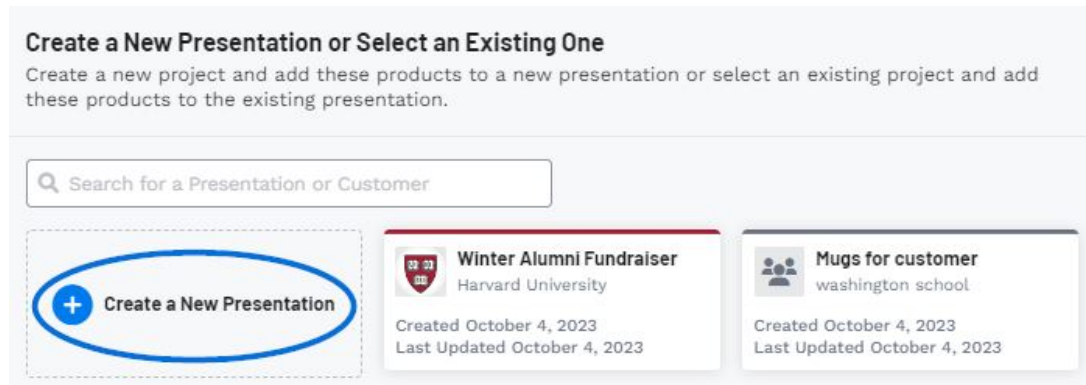 Create a New Presentation or Select an Existing One
Create a new project and add these products to a new presentation or select an existing project and add
these products to the existing presentation.
Search for a Presentation or Customer
Create a New Presentation
Winter Alumni Fundraiser
Harvard University
Created October 4, 2023
Last Updated October 4, 2023
Mugs for customer
washington school
Created October 4, 2023
Last Updated October 4, 2023